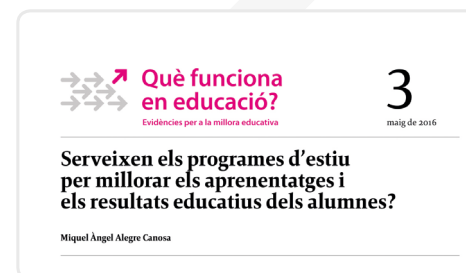 Què funciona
en educació?
Evidències per a la millora educativa
3
maig de 2016
Serveixen els programes d'estiu
per millorar els aprenentatges i
els resultats educatius dels alumnes?
Miquel Àngel Alegre Canosa